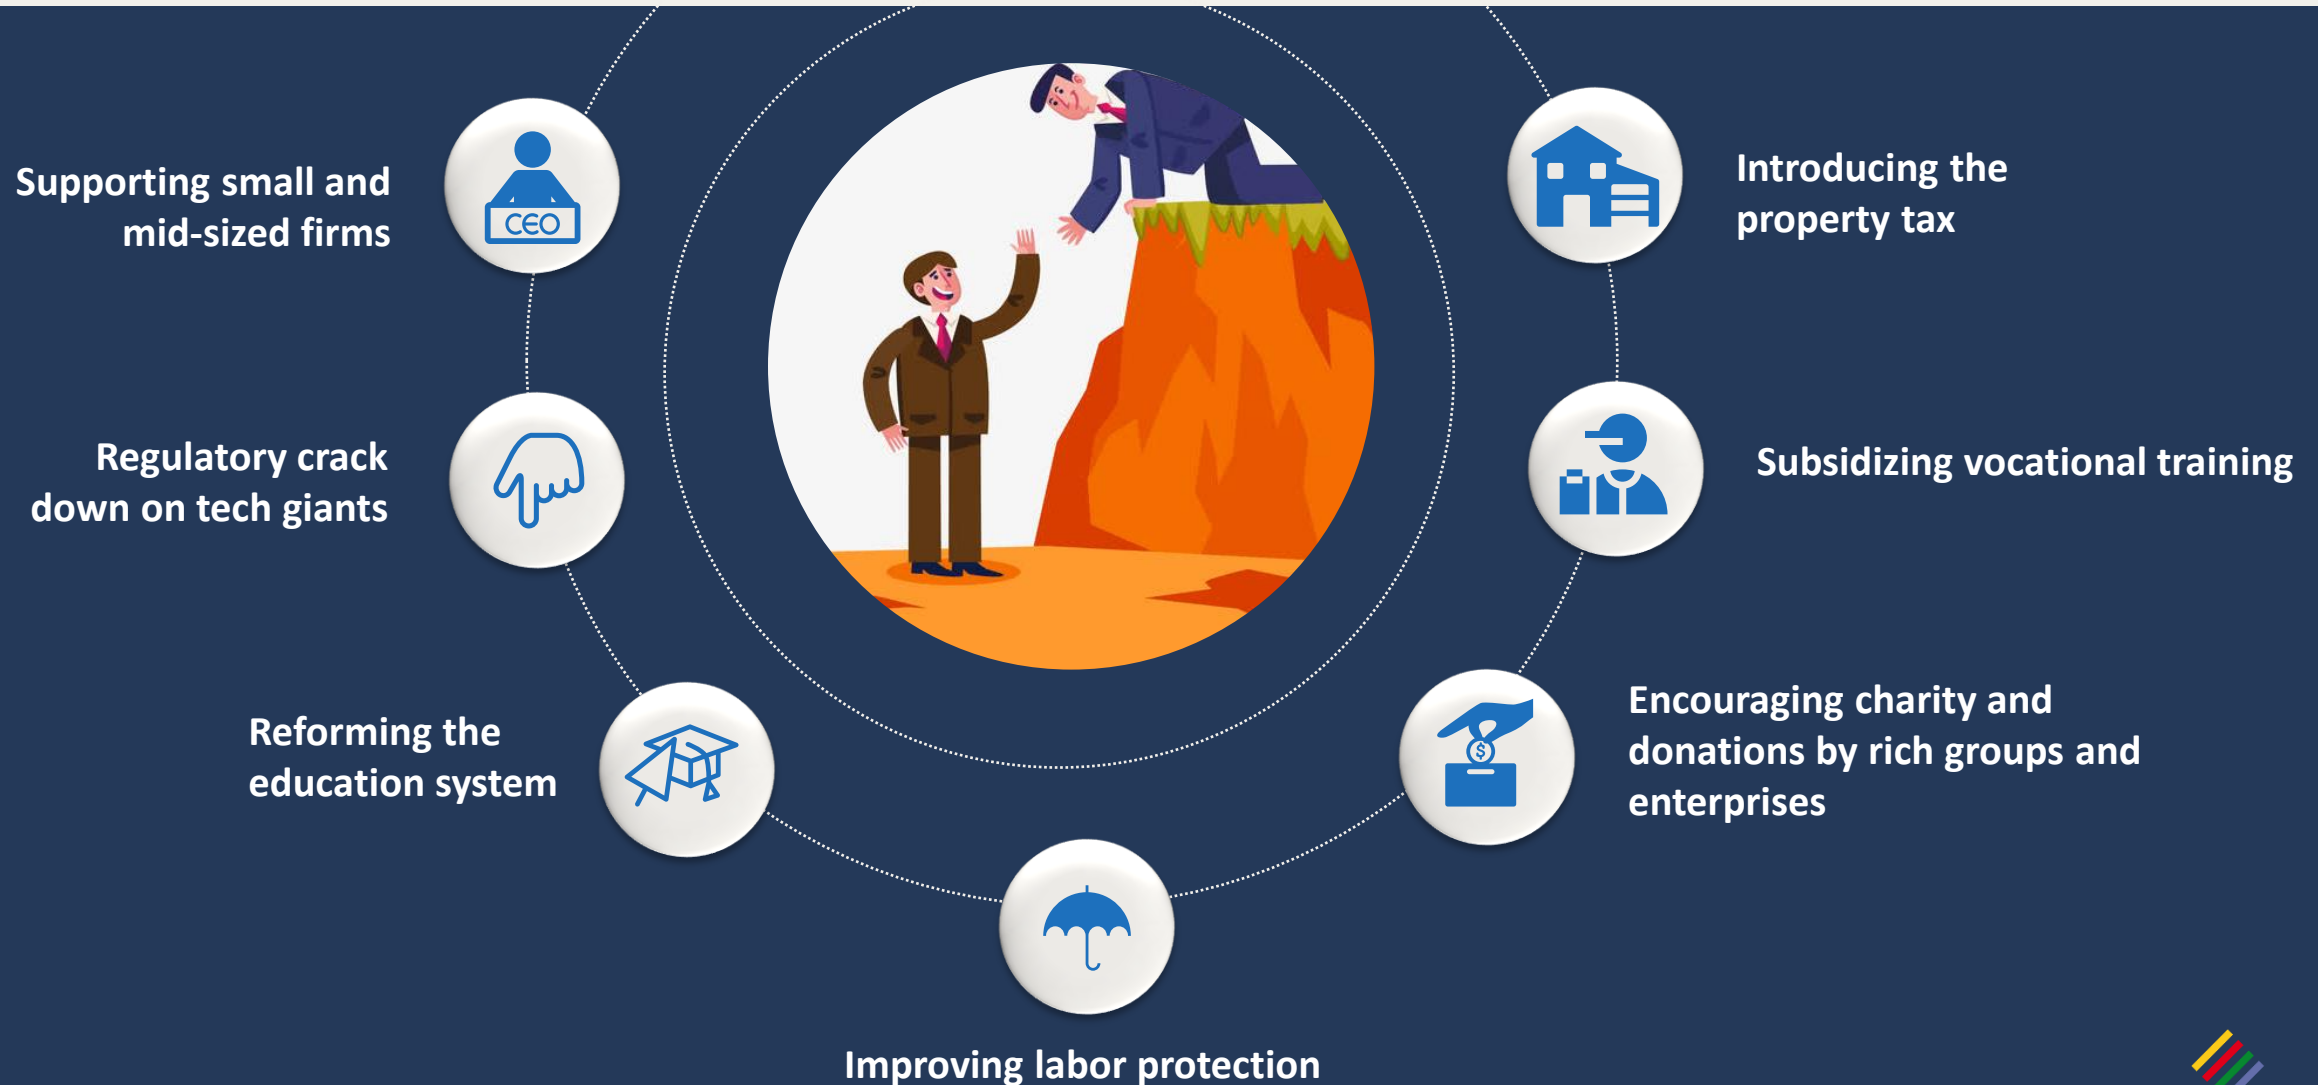 Supporting small and
mid-sized firms
CEO
Introducing the
property tax
Regulatory crack
down on tech giants
Subsidizing vocational training
Reforming the
education system
Encouraging charity and
donations by rich groups and
enterprises
$
Improving labor protection